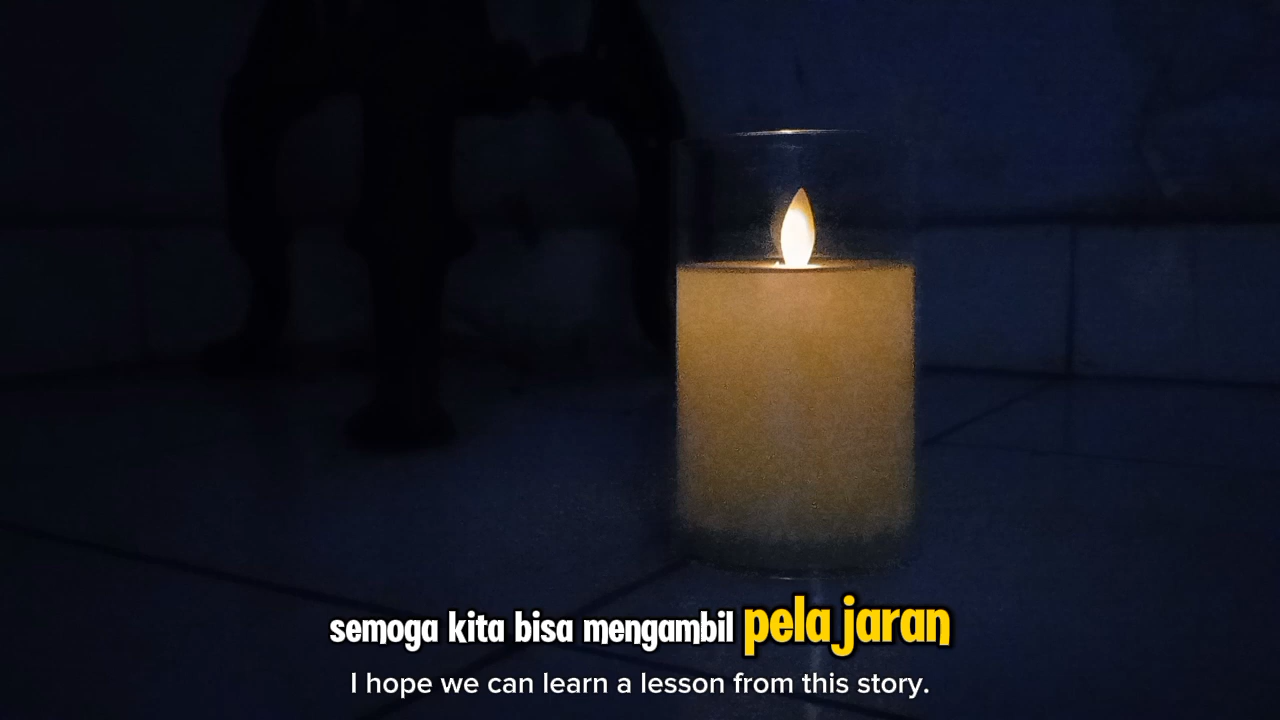 semoga kita bisa mengambil pelajaran
I hope we can learn a lesson from this story.